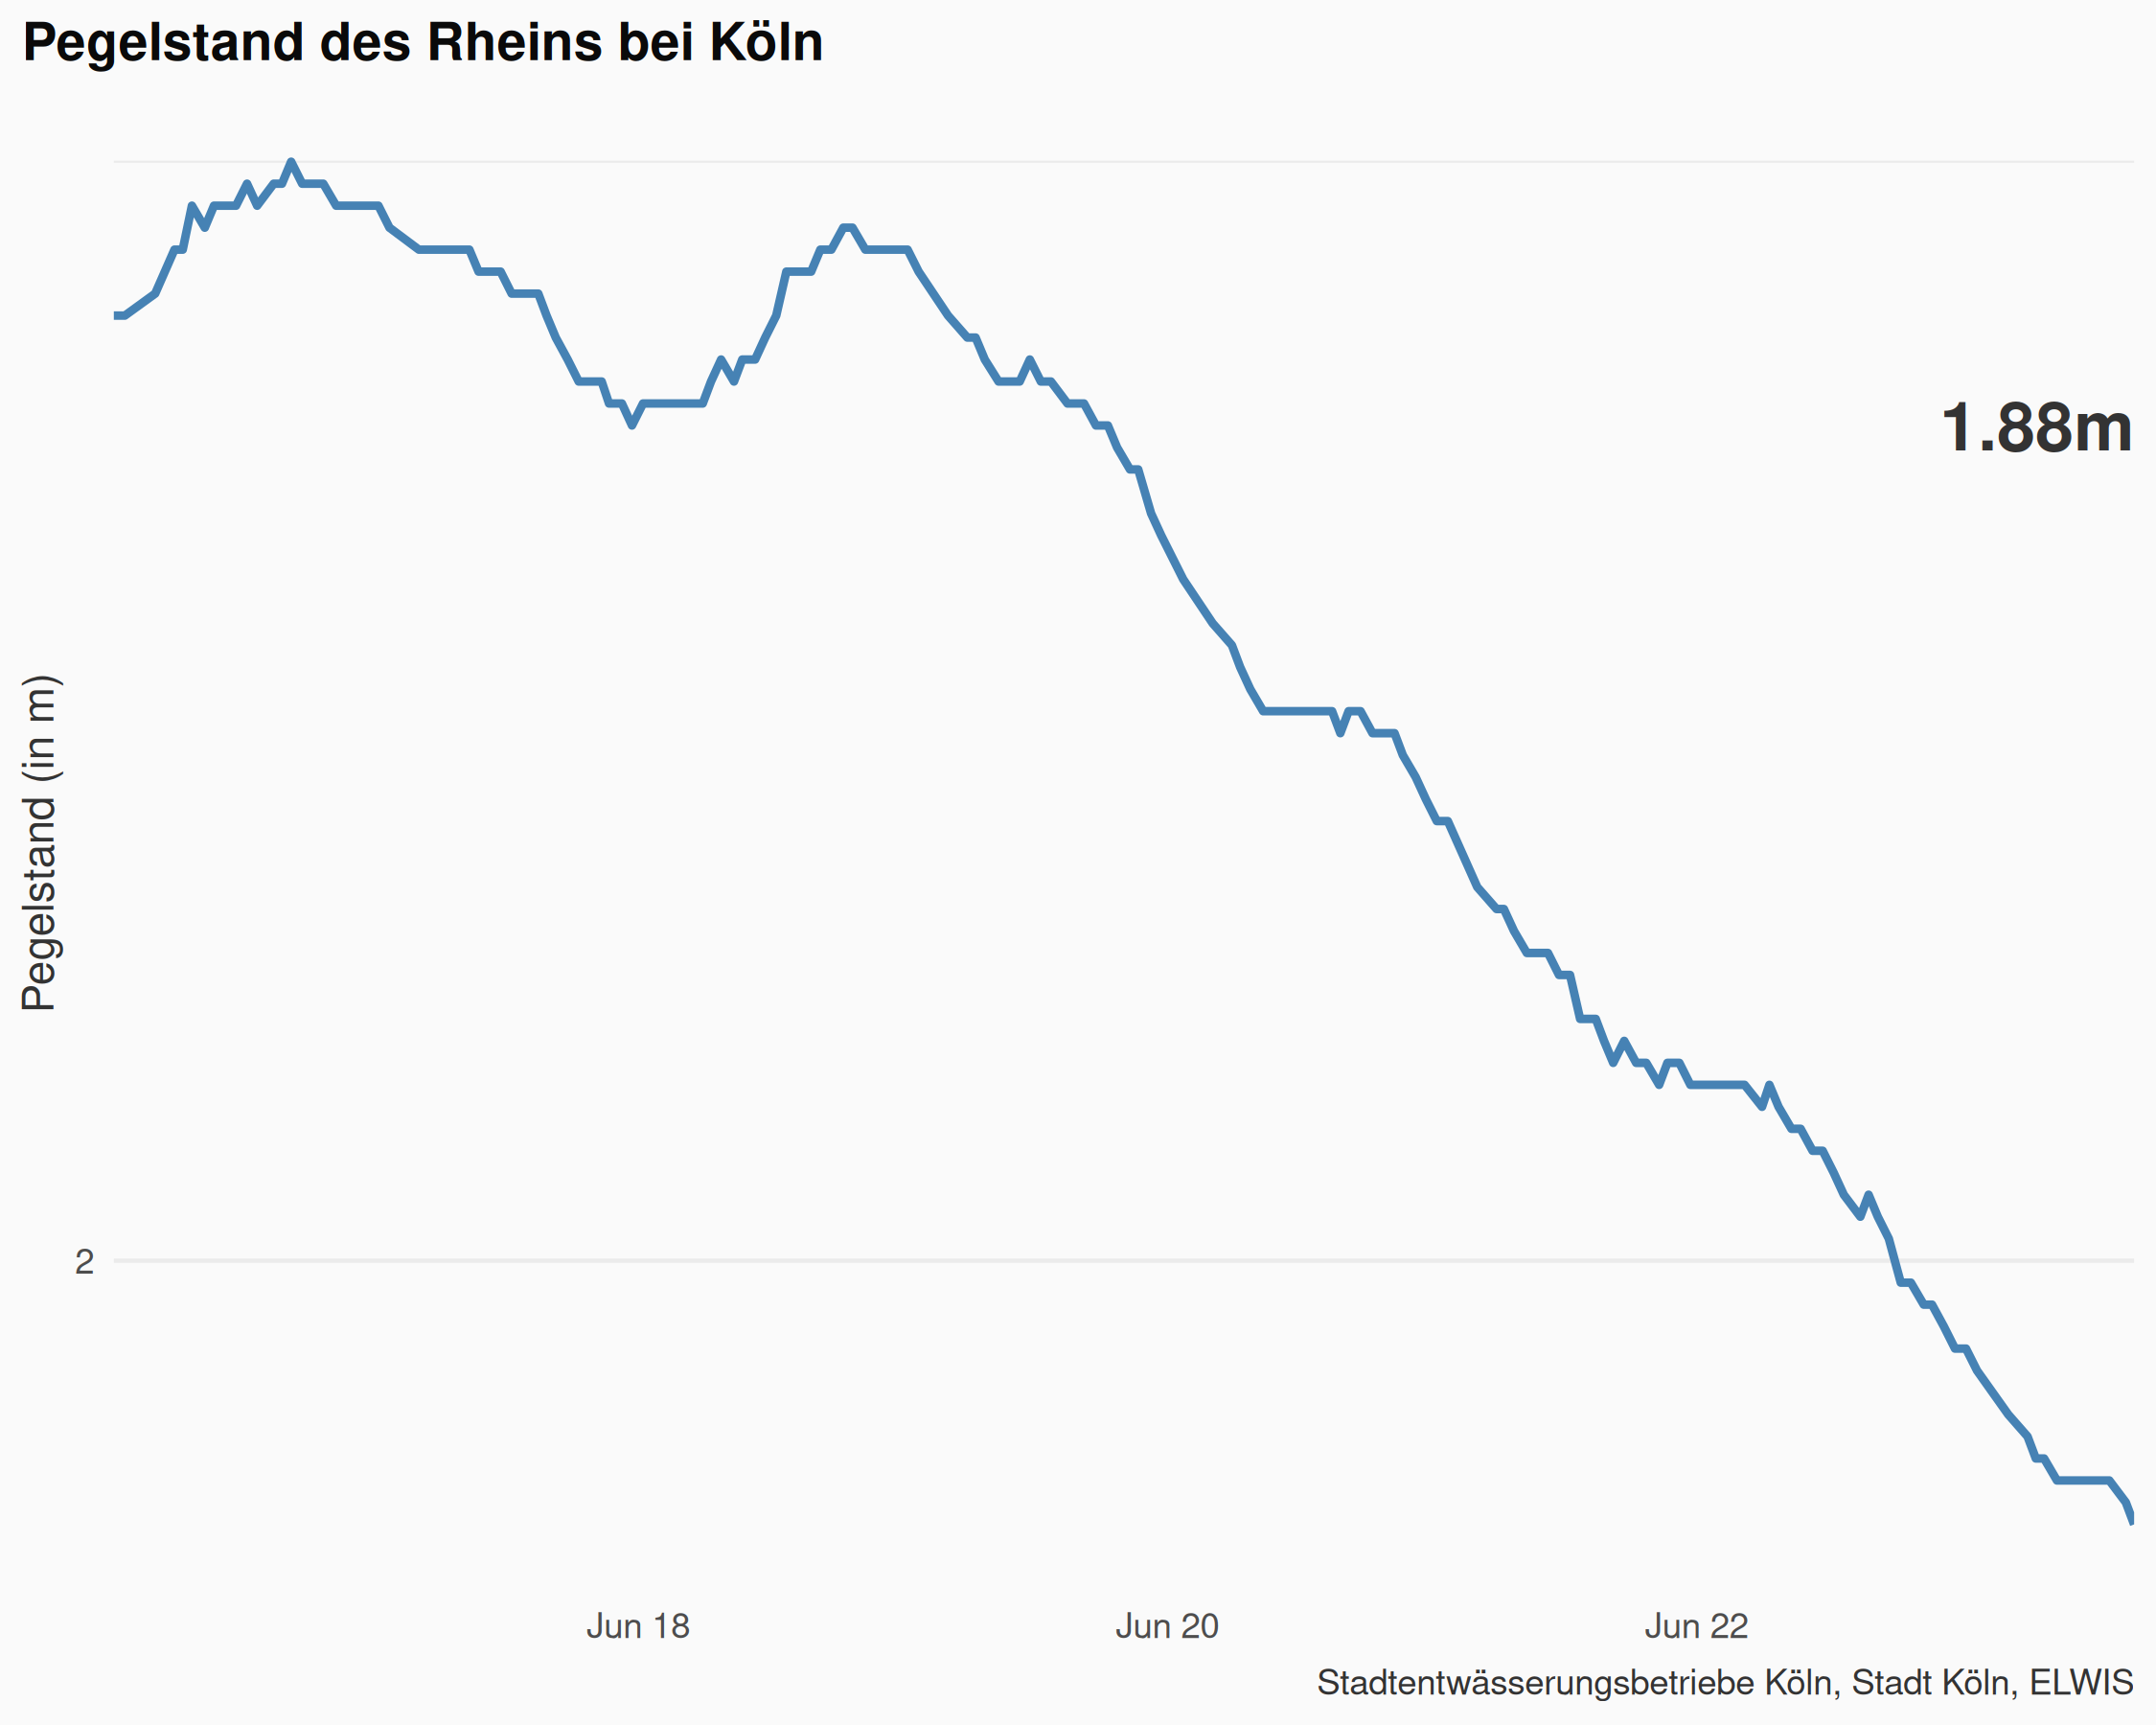 Pegelstand des Rheins bei Köln
1.88m
Pegelstand (in m)
2
Jun 18
Jun 20
Jun 22
Stadtentwässerungsbetriebe Köln, Stadt Köln, ELWIS